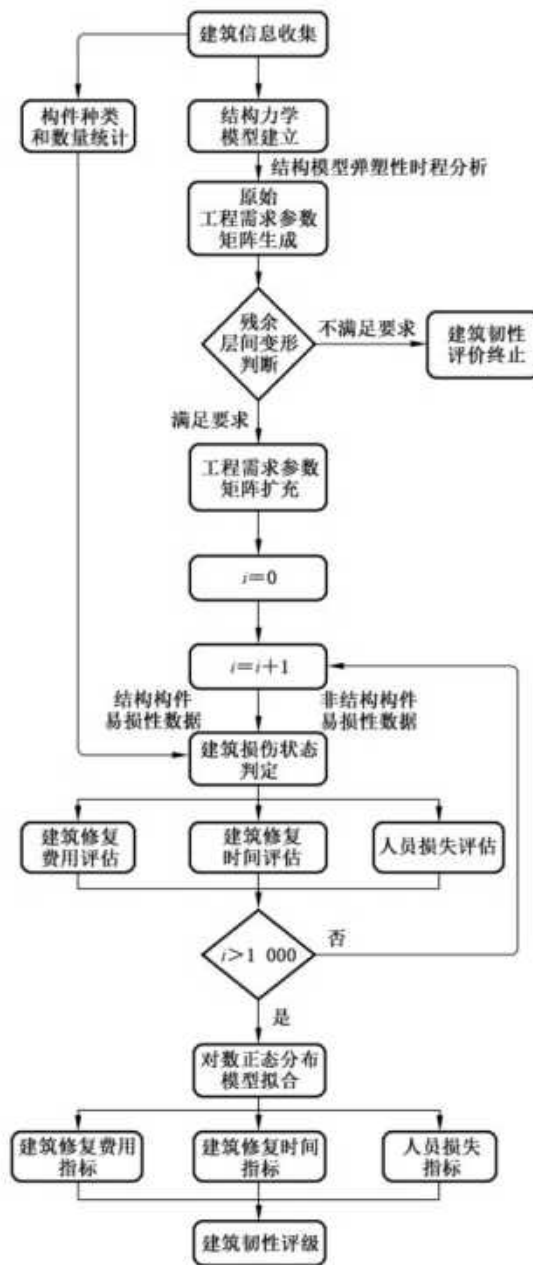 建筑信息收集
构件种类
和数量统计
结构力学
模型建立
结构模型弹塑性时程分析
原始
工程需求参数
矩阵生成
残余
层间变形
判断
不满足要求
建筑韧性
评价终止
满足要求
工程需求参数
矩阵扩充
i=0
i=i+1
结构构件
易损性数据
非结构构件
易损性数据
建筑损伤状态
判定
建筑修复
费用评估
建筑修复
时间评估
人员损失评估
i>1 000
否
是
对数正态分布
模型拟合
建筑修复费用
指标
建筑修复时间
指标
人员损失
指标
建筑韧性评级